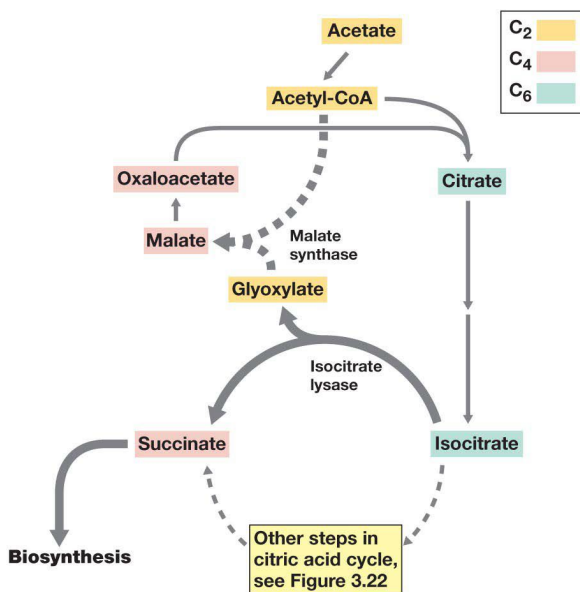 Acetate
C2
C4
C6
Acetyl-CoA
Oxaloacetate
Citrate
Malate
Malate
synthase
Glyoxylate
Isocitrate
lysase
Succinate
Isocitrate
Biosynthesis
Other steps in
citric acid cycle,
see Figure 3.22